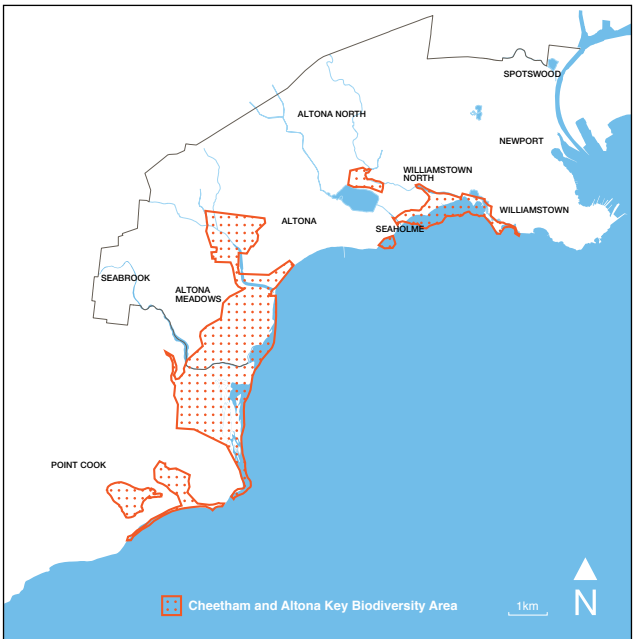 SPOTSWOOD
ALTONA NORTH
NEWPORT
WILLIAMSTOWN
NORTH
WILLIAMSTOWN
ALTONA
SEAHOLME
SEABROOK
ALTONA
MEADOWS
POINT COOK
Cheetham and Altona Key Biodiversity Area
1km
N